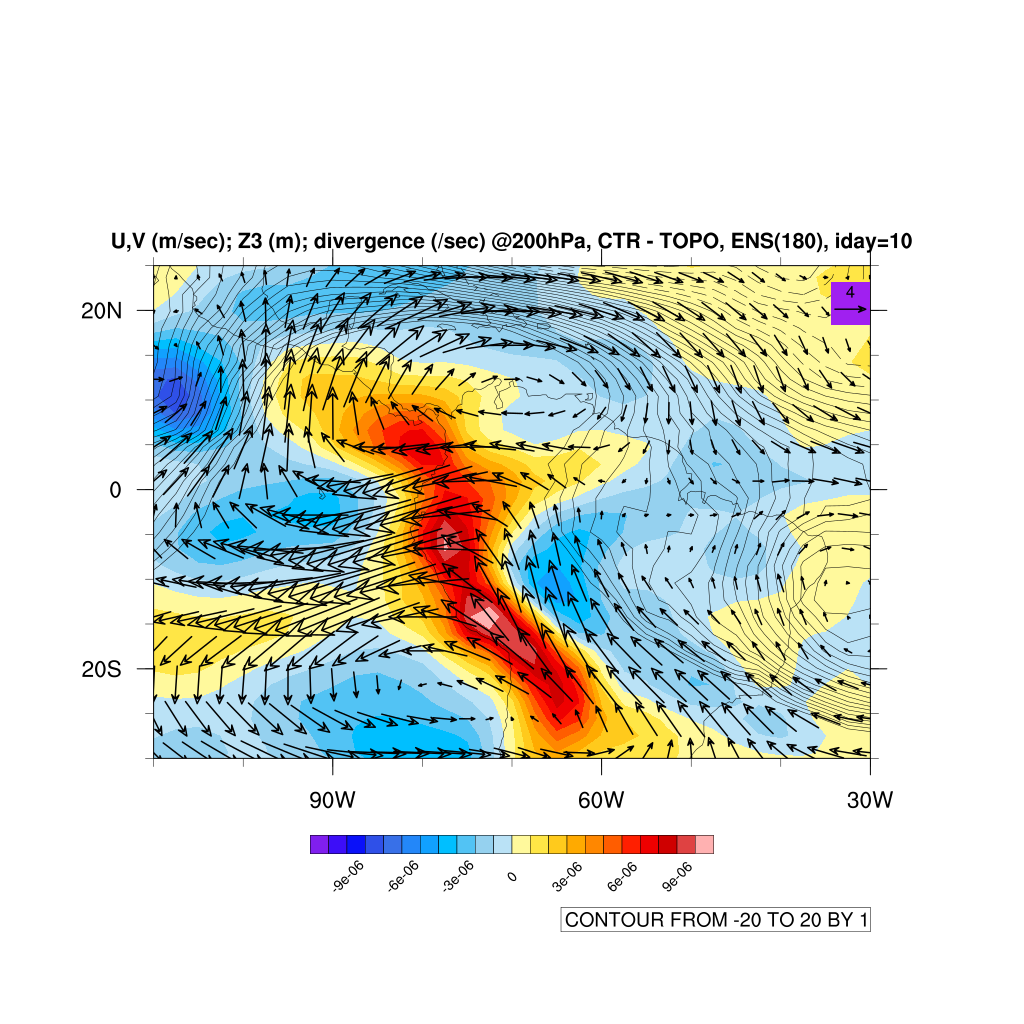 U,V (m/sec); Z3 (m); divergence (/sec) @200hPa, CTR - TOPO, ENS(180), iday=10
4
20N
0
20S
90W 60W 30W
-9e-06 -6e-06 -3e-06 0 3e-06 6e-06 9e-06
CONTOUR FROM -20 TO 20 BY 1